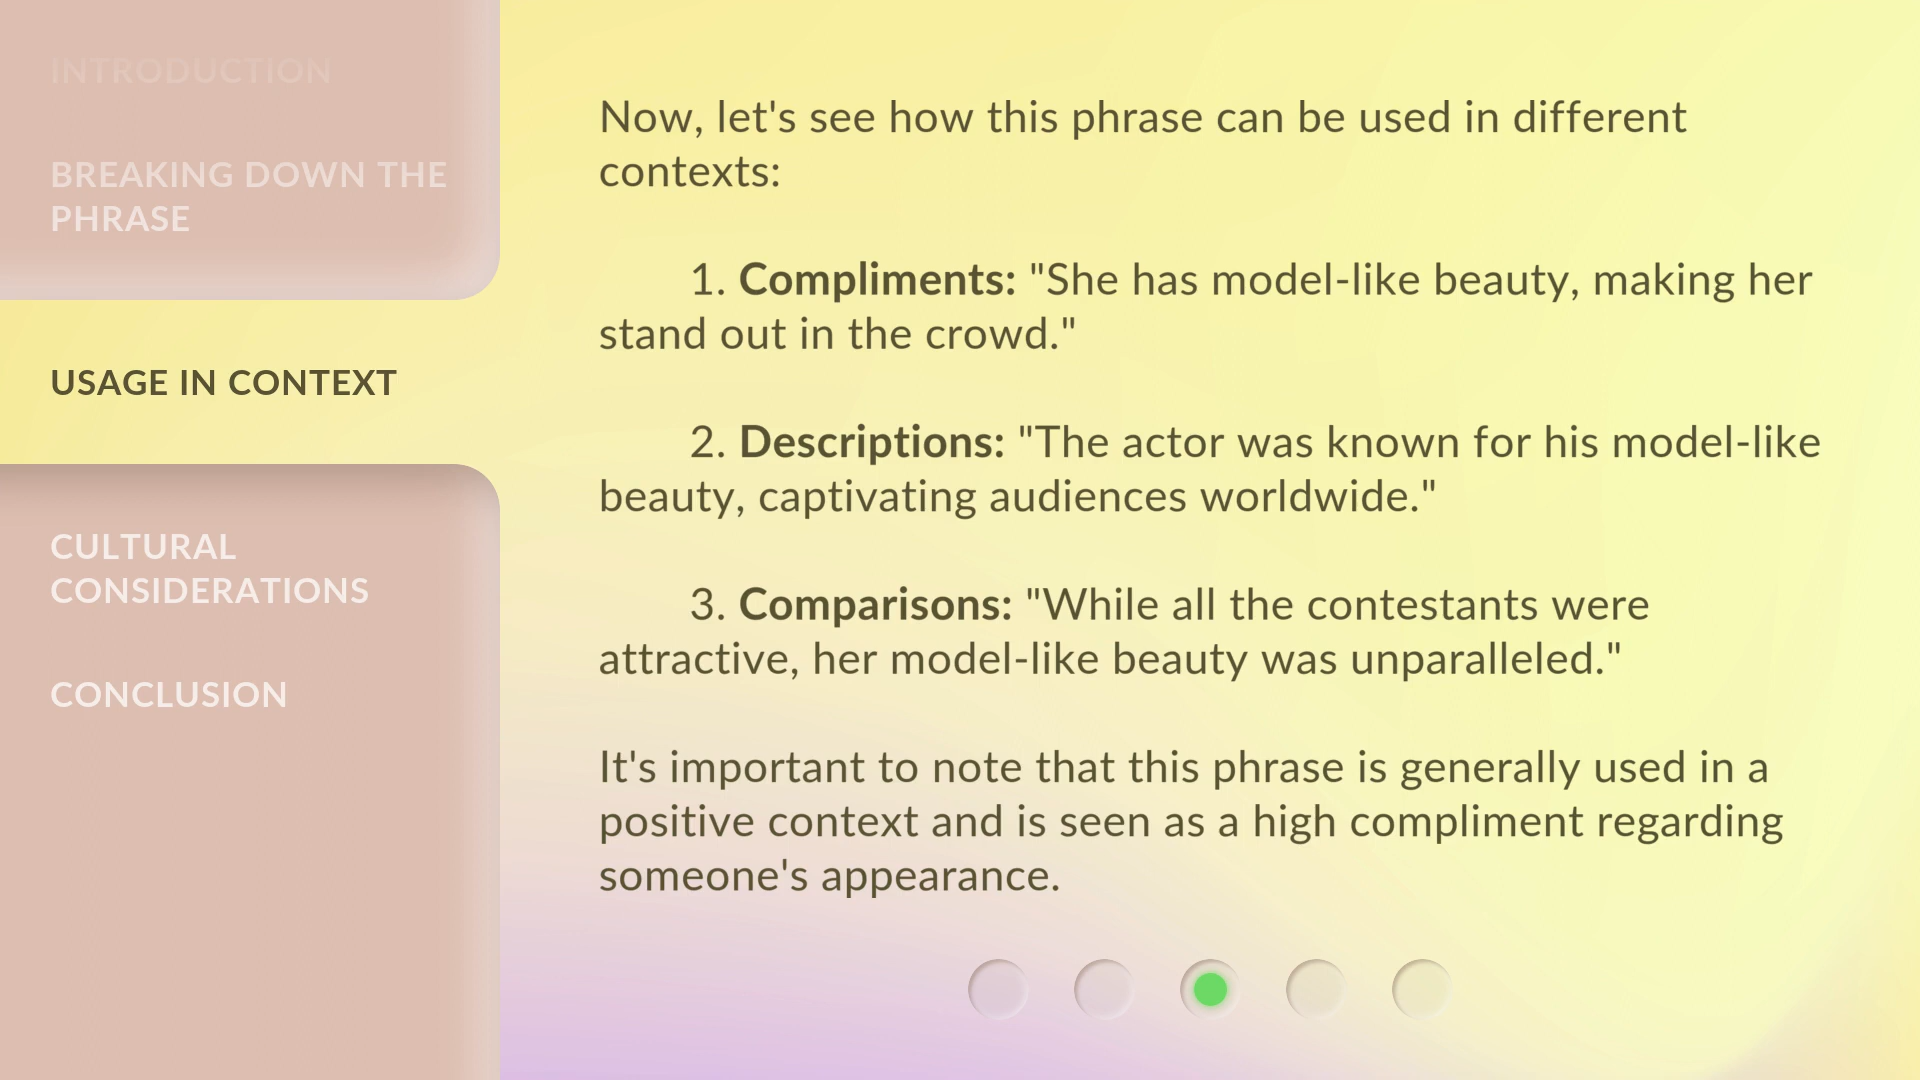 INTRODUCTION
BREAKING DOWN THE
PHRASE
USAGE IN CONTEXT
CULTURAL
CONSIDERATIONS
CONCLUSION
Now, let's see how this phrase can be used in different
contexts:
1. Compliments: "She has model-like beauty, making her
stand out in the crowd."
2. Descriptions: "The actor was known for his model-like
beauty, captivating audiences worldwide."
3. Comparisons: "While all the contestants were
attractive, her model-like beauty was unparalleled."
It's important to note that this phrase is generally used in a
positive context and is seen as a high compliment regarding
someone's appearance.